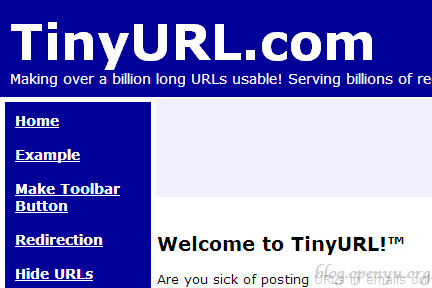 TinyURL.com
Making over a billion long URLs usable! Serving billions of re
Home
Example
Make Toolbar
Button
Redirection
Hide URLs
Welcome to TinyURL!™
Are you sick of posting URLs in emails on
blog.openyu.org